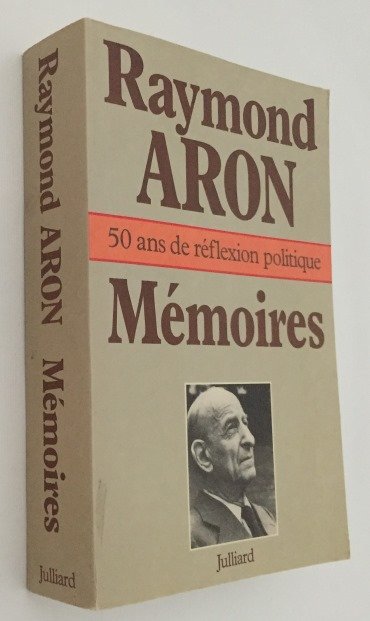 Raymond ARON Mémoires
Julliard
Raymond
ARON
50 ans de réflexion politique
Mémoires
Julliard